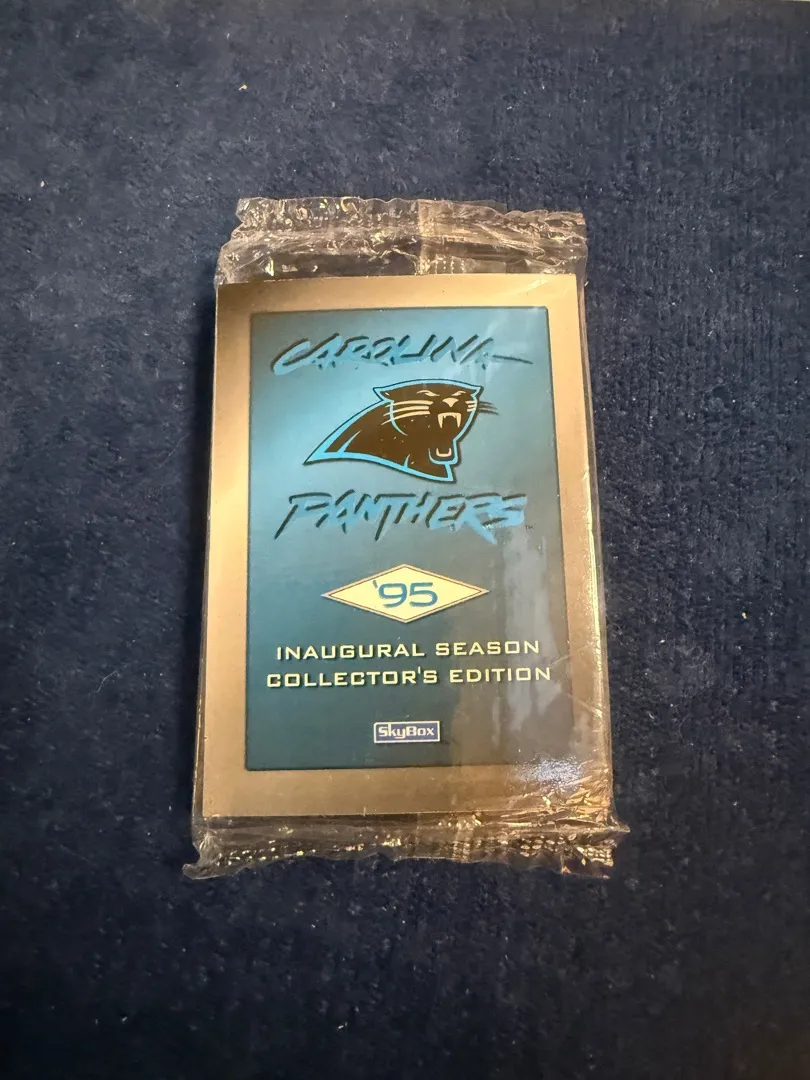 CAROLINA
PANTHERS
'95
INAUGURAL SEASON
COLLECTOR'S EDITION
SkyBox